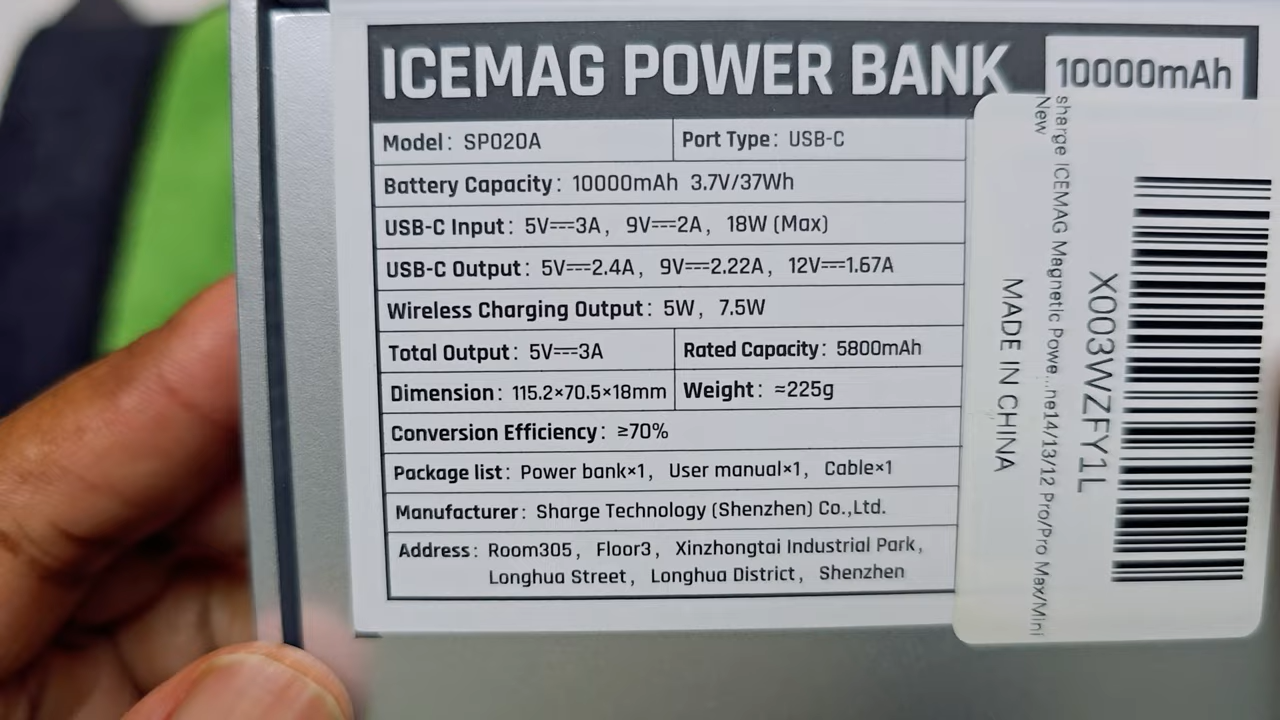 ICEMAG POWER BANK 10000mAh
Model: SP020A Port Type: USB-C
Battery Capacity: 10000mAh 3.7V/37Wh
USB-C Input: 5V⎓3A, 9V⎓2A, 18W (Max)
USB-C Output: 5V⎓2.4A, 9V⎓2.22A, 12V⎓1.67A
Wireless Charging Output: 5W, 7.5W
Total Output: 5V⎓3A Rated Capacity: 5800mAh
Dimension: 115.2×70.5×18mm Weight: ≈225g
Conversion Efficiency: ≥70%
Package list: Power bank×1, User manual×1, Cable×1
Manufacturer: Sharge Technology (Shenzhen) Co.,Ltd.
Address: Room305, Floor3, Xinzhongtai Industrial Park,
Longhua Street, Longhua District, Shenzhen
X003WZFY1L
sharge ICEMAG Magnetic Powe...ne14/13/12 Pro/Pro Max/Mini
New
MADE IN CHINA